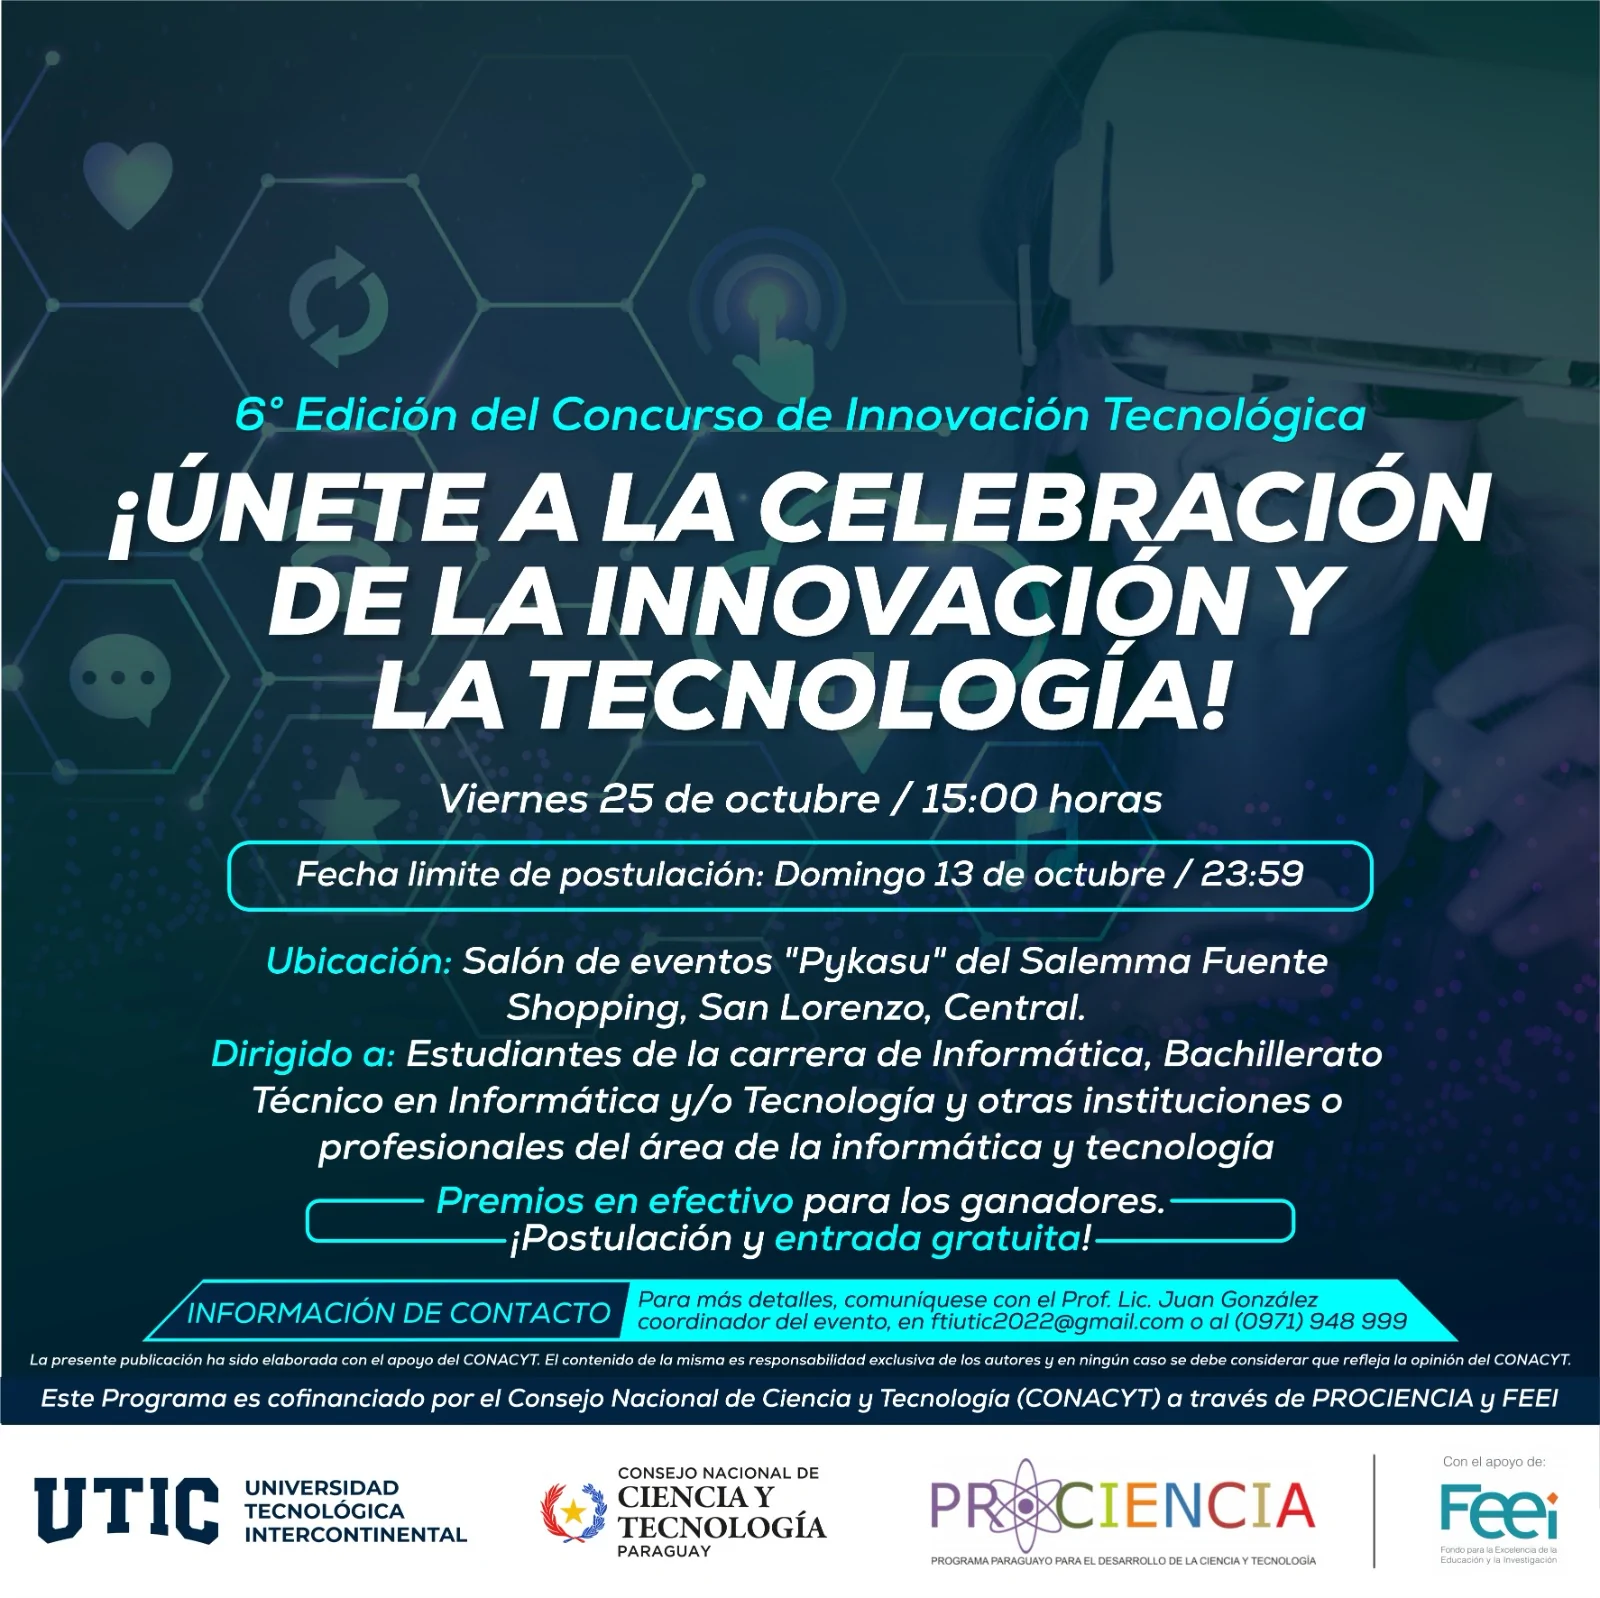 6° Edición del Concurso de Innovación Tecnológica
¡ÚNETE A LA CELEBRACIÓN
DE LA INNOVACIÓN Y
LA TECNOLOGÍA!
Viernes 25 de octubre / 15:00 horas
Fecha limite de postulación: Domingo 13 de octubre / 23:59
Ubicación: Salón de eventos "Pykasu" del Salemma Fuente
Shopping, San Lorenzo, Central.
Dirigido a: Estudiantes de la carrera de Informática, Bachillerato
Técnico en Informática y/o Tecnología y otras instituciones o
profesionales del área de la informática y tecnología
Premios en efectivo para los ganadores.
¡Postulación y entrada gratuita!
INFORMACIÓN DE CONTACTO
Para más detalles, comuníquese con el Prof. Lic. Juan González
coordinador del evento, en ftiutic2022@gmail.com o al (0971) 948 999
La presente publicación ha sido elaborada con el apoyo del CONACYT. El contenido de la misma es responsabilidad exclusiva de los autores y en ningún caso se debe considerar que refleja la opinión del CONACYT.
Este Programa es cofinanciado por el Consejo Nacional de Ciencia y Tecnología (CONACYT) a través de PROCIENCIA y FEEI
UTIC
UNIVERSIDAD
TECNOLÓGICA
INTERCONTINENTAL
CONSEJO NACIONAL DE
CIENCIA Y
TECNOLOGÍA
PARAGUAY
PROCIENCIA
PROGRAMA PARAGUAYO PARA EL DESARROLLO DE LA CIENCIA Y TECNOLOGÍA
Con el apoyo de:
Feei
Fondo para la Excelencia de la
Educación y la Investigación